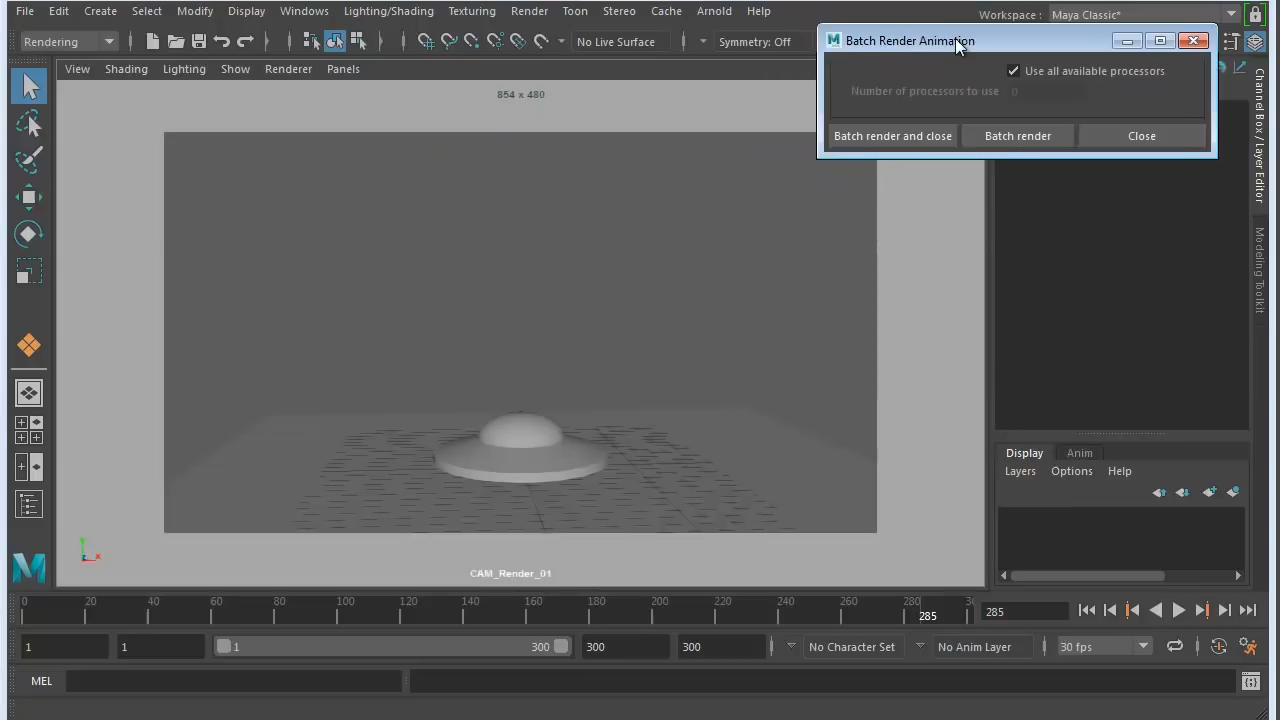 File Edit Create Select Modify Display Windows Lighting/Shading Texturing Render Toon Stereo Cache Arnold Help
Workspace : Maya Classic*
Rendering No Live Surface Symmetry: Off
Batch Render Animation
View Shading Lighting Show Renderer Panels
Use all available processors
Number of processors to use 0
854 x 480
Batch render and close Batch render Close
Channel Box / Layer Editor
Modeling Toolkit
Display Anim
Layers Options Help
CAM_Render_01
0 20 40 60 80 100 120 140 160 180 200 220 240 260 280
285
285
1 1 1 300 300 300 No Character Set No Anim Layer 30 fps
MEL